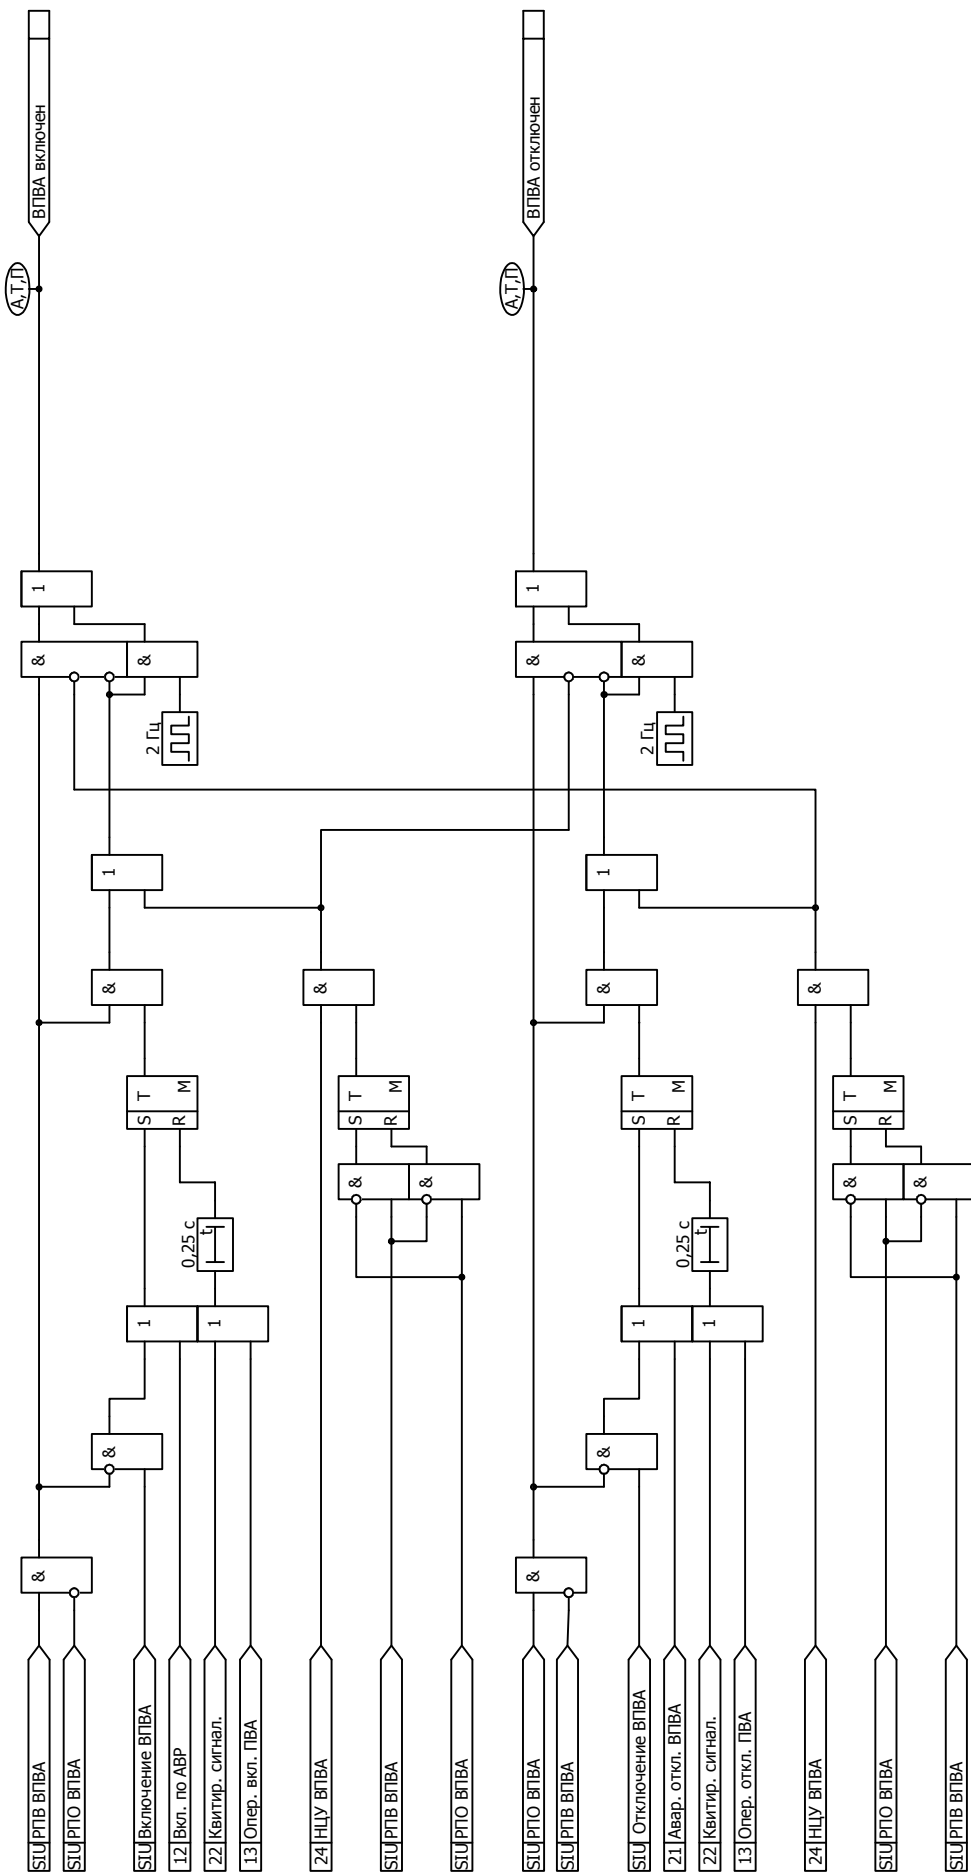 SIU РПВ ВПВА
SIU РПО ВПВА
SIU Включение ВПВА
12 Вкл. по АВР
22 Квитир. сигнал.
13 Опер. вкл. ПВА
24 НЦУ ВПВА
SIU РПВ ВПВА
SIU РПО ВПВА
&
&
1
1
0,25 с
t
S T
R M
&
&
S T
R M
&
&
1
2 Гц
&
&
1
А,Т,П
ВПВА включен
SIU РПО ВПВА
SIU РПВ ВПВА
SIU Отключение ВПВА
21 Авар. откл. ВПВА
22 Квитир. сигнал.
13 Опер. откл. ПВА
24 НЦУ ВПВА
SIU РПО ВПВА
SIU РПВ ВПВА
&
&
1
1
0,25 с
t
S T
R M
&
&
S T
R M
&
&
1
2 Гц
&
&
1
А,Т,П
ВПВА отключен